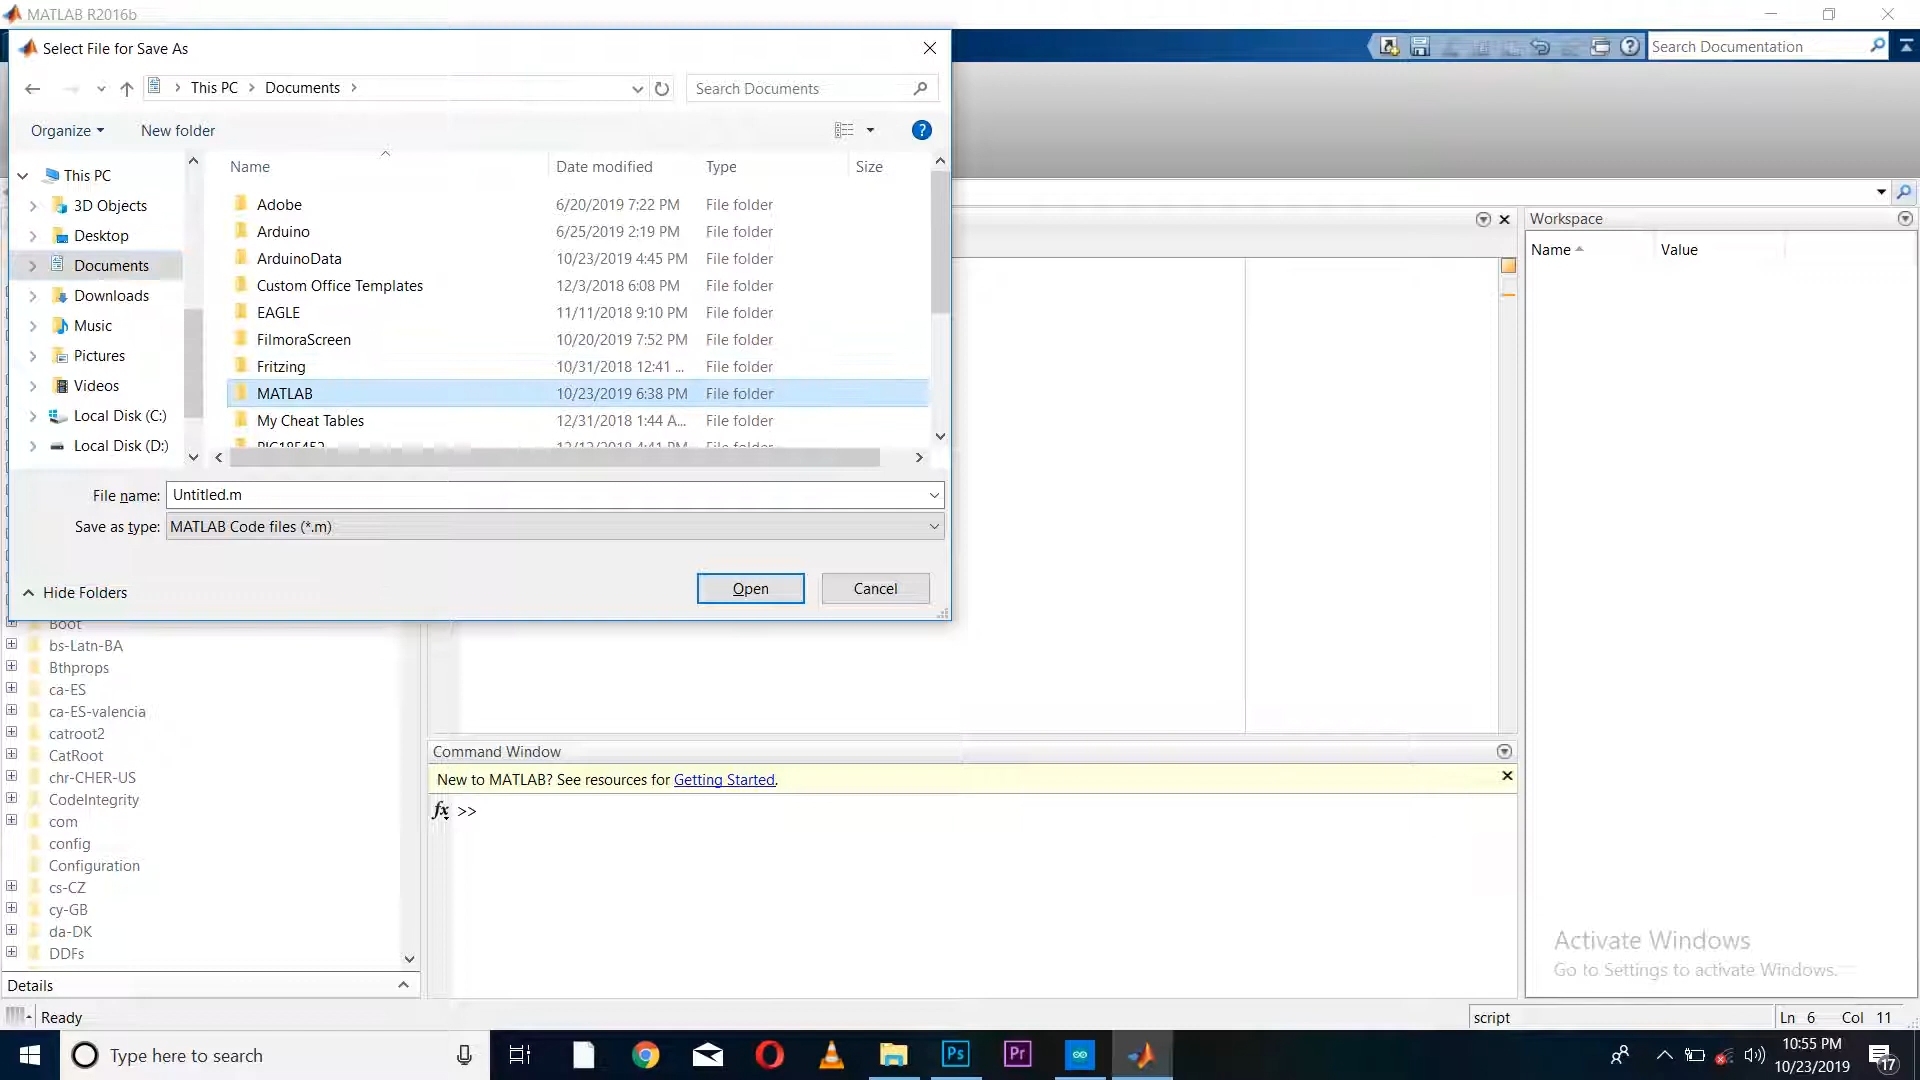 MATLAB R2016b
Select File for Save As
Search Documentation
This PC > Documents >
Search Documents
Organize
New folder
Name
Date modified
Type
Size
This PC
3D Objects
Desktop
Documents
Downloads
Music
Pictures
Videos
Local Disk (C:)
Local Disk (D:)
Adobe 6/20/2019 7:22 PM File folder
Arduino 6/25/2019 2:19 PM File folder
ArduinoData 10/23/2019 4:45 PM File folder
Custom Office Templates 12/3/2018 6:08 PM File folder
EAGLE 11/11/2018 9:10 PM File folder
FilmoraScreen 10/20/2019 7:52 PM File folder
Fritzing 10/31/2018 12:41 ... File folder
MATLAB 10/23/2019 6:38 PM File folder
My Cheat Tables 12/31/2018 1:44 A... File folder
File name: Untitled.m
Save as type: MATLAB Code files (*.m)
Hide Folders
Open
Cancel
Workspace
Name
Value
Boot
bs-Latn-BA
Bthprops
ca-ES
ca-ES-valencia
catroot2
CatRoot
chr-CHER-US
CodeIntegrity
com
config
Configuration
cs-CZ
cy-GB
da-DK
DDFs
Details
Command Window
New to MATLAB? See resources for Getting Started.
fx >>
Activate Windows
Go to Settings to activate Windows.
Ready
script
Ln 6 Col 11
Type here to search
Ps
Pr
10:55 PM
10/23/2019
17